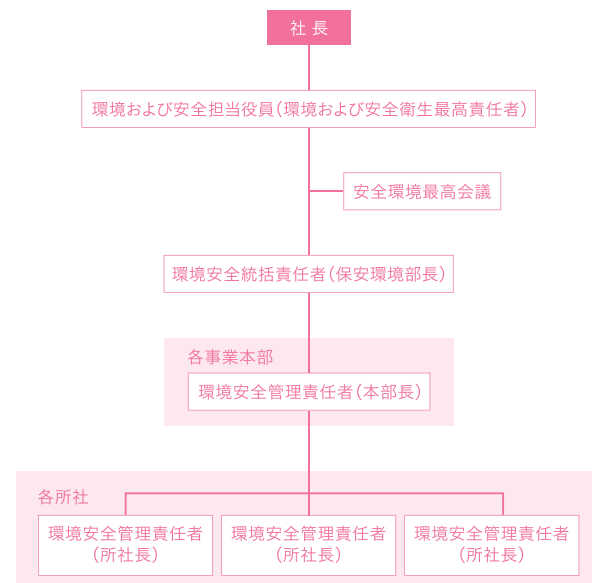 社長
環境および安全担当役員(環境および安全衛生最高責任者)
安全環境最高会議
環境安全統括責任者(保安環境部長)
各事業本部
環境安全管理責任者(本部長)
各所社
環境安全管理責任者
(所社長)
環境安全管理責任者
(所社長)
環境安全管理責任者
(所社長)